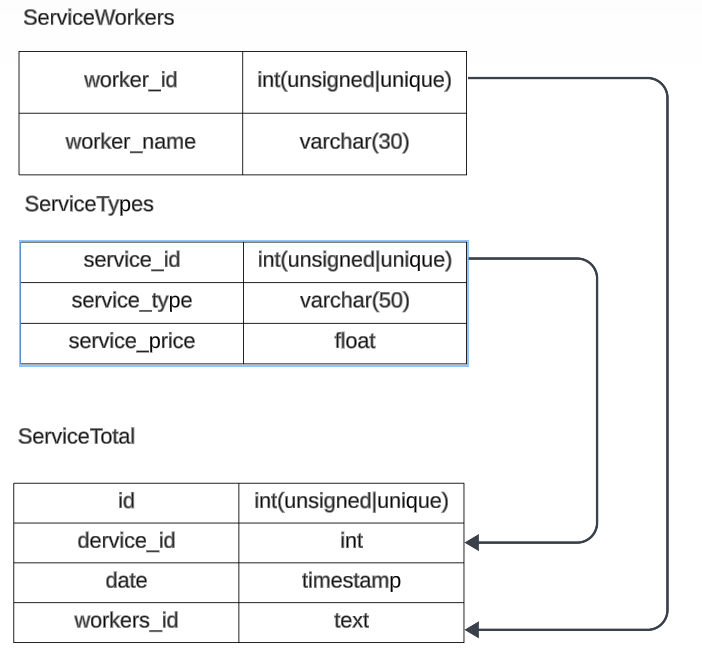 ServiceWorkers
worker_id int(unsigned|unique)
worker_name varchar(30)
ServiceTypes
service_id int(unsigned|unique)
service_type varchar(50)
service_price float
ServiceTotal
id int(unsigned|unique)
dervice_id int
date timestamp
workers_id text